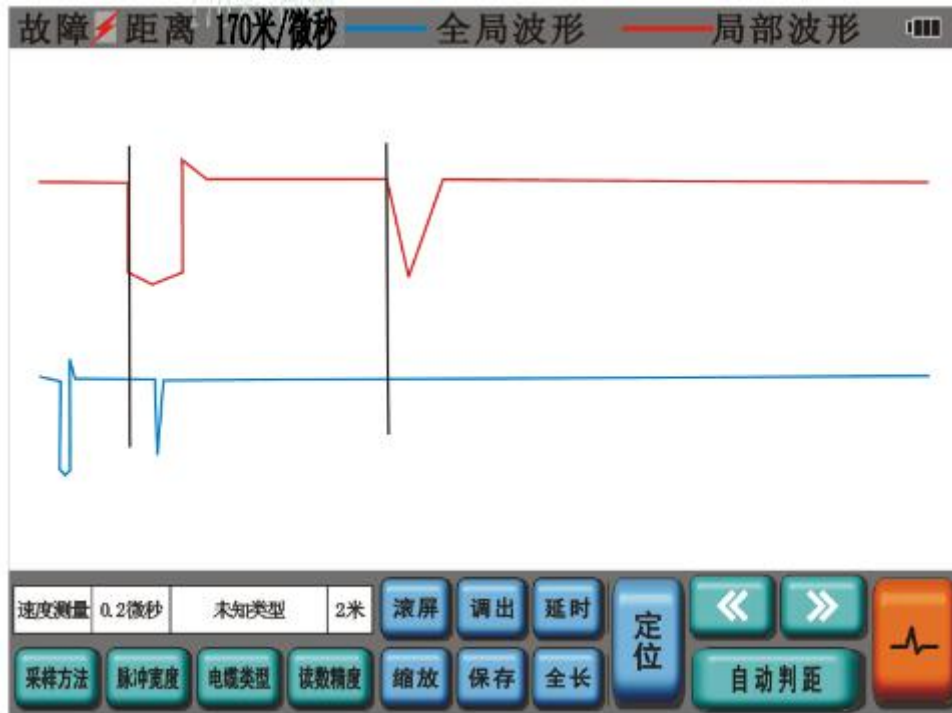 故障 距离 170米/微秒 全局波形 局部波形
速度测量 0.2微秒 未知类型 2米 滚屏 调出 延时 定位
采样方法 脉冲宽度 电缆类型 读数精度 缩放 保存 全长 自动判距